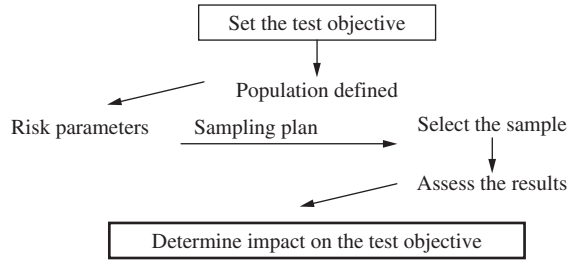 Set the test objective
Population defined
Risk parameters
Sampling plan
Select the sample
Assess the results
Determine impact on the test objective